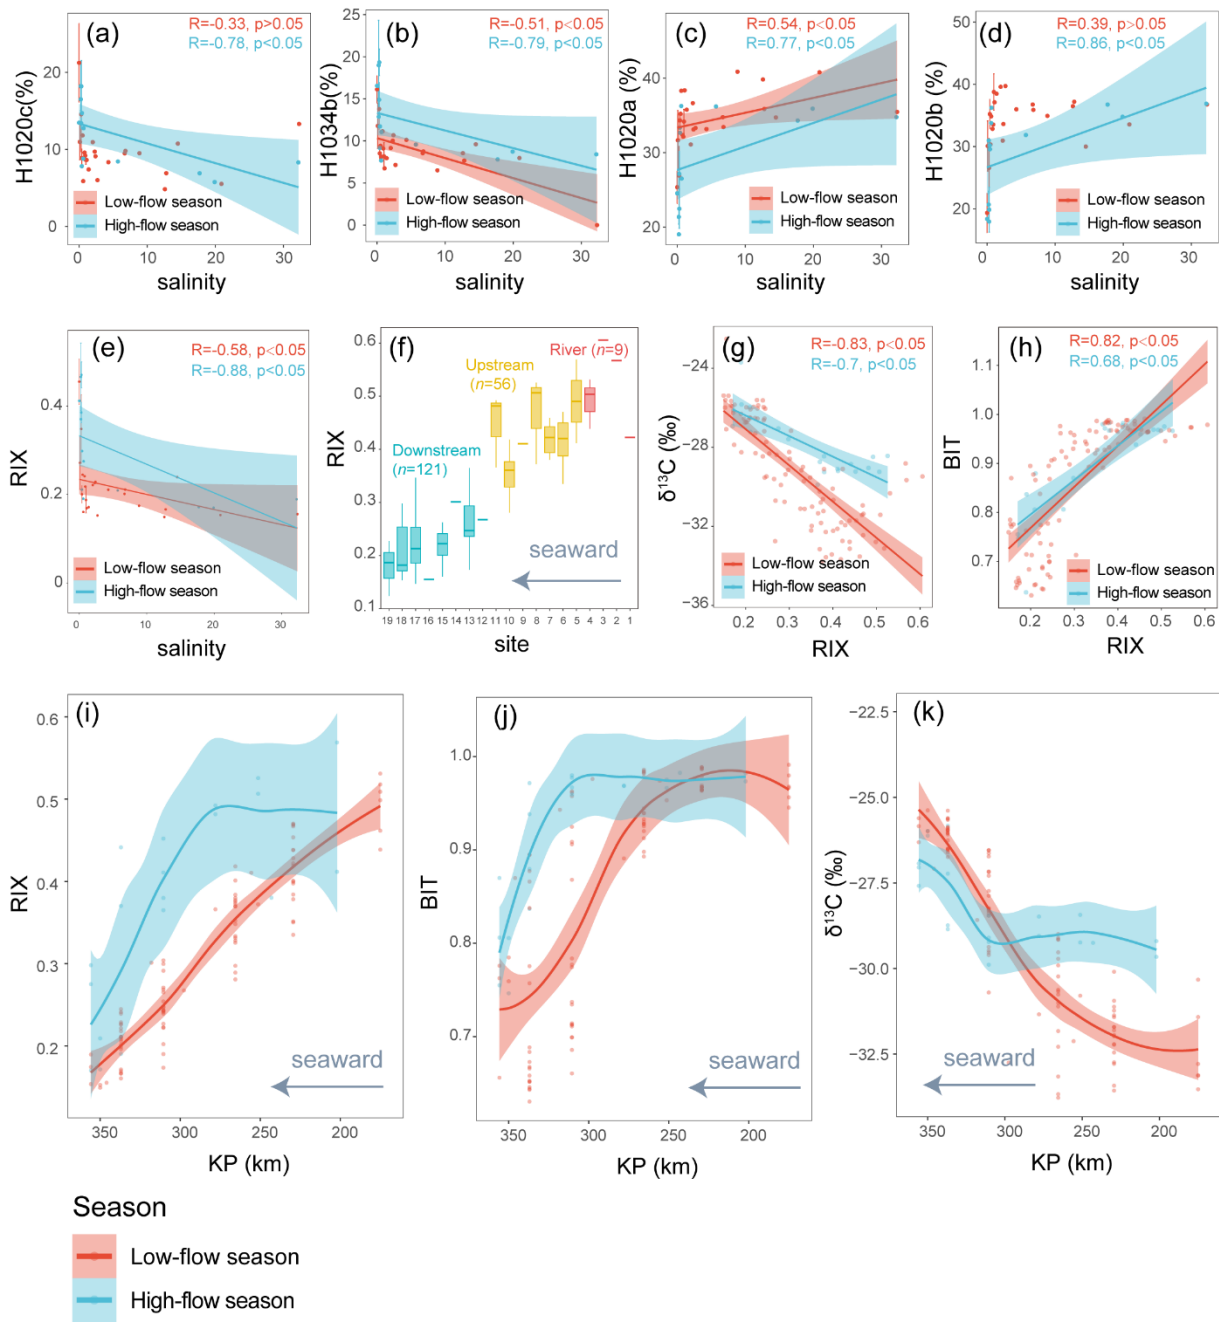 (a)
R=-0.33, p>0.05
R=-0.78, p<0.05
H1020c(%)
20
10
0
Low-flow season
High-flow season
0 10 20 30
salinity
(b)
R=-0.51, p<0.05
R=-0.79, p<0.05
H1034b(%)
25
20
15
10
5
0
Low-flow season
High-flow season
0 10 20 30
salinity
(c)
R=0.54, p<0.05
R=0.77, p<0.05
H1020a (%)
40
30
20
Low-flow season
High-flow season
0 10 20 30
salinity
(d)
R=0.39, p>0.05
R=0.86, p<0.05
H1020b (%)
50
40
30
20
Low-flow season
High-flow season
0 10 20 30
salinity
(e)
R=-0.58, p<0.05
R=-0.88, p<0.05
RIX
0.4
0.2
0
Low-flow season
High-flow season
0 10 20 30
salinity
(f)
River (n=9)
Upstream
(n=56)
Downstream
(n=121)
seaward
RIX
0.6
0.5
0.4
0.3
0.2
0.1
19 18 17 16 15 14 13 12 11 10 9 8 7 6 5 4 3 2 1
site
(g)
R=-0.83, p<0.05
R=-0.7, p<0.05
δ13C (‰)
−24
−28
−32
−36
Low-flow season
High-flow season
0.2 0.3 0.4 0.5 0.6
RIX
(h)
R=0.82, p<0.05
R=0.68, p<0.05
BIT
1.1
1.0
0.9
0.8
0.7
Low-flow season
High-flow season
0.2 0.3 0.4 0.5 0.6
RIX
(i)
RIX
0.6
0.5
0.4
0.3
0.2
seaward
350 300 250 200
KP (km)
(j)
BIT
1.0
0.9
0.8
0.7
seaward
350 300 250 200
KP (km)
(k)
δ13C (‰)
−22.5
−25.0
−27.5
−30.0
−32.5
seaward
350 300 250 200
KP (km)
Season
Low-flow season
High-flow season